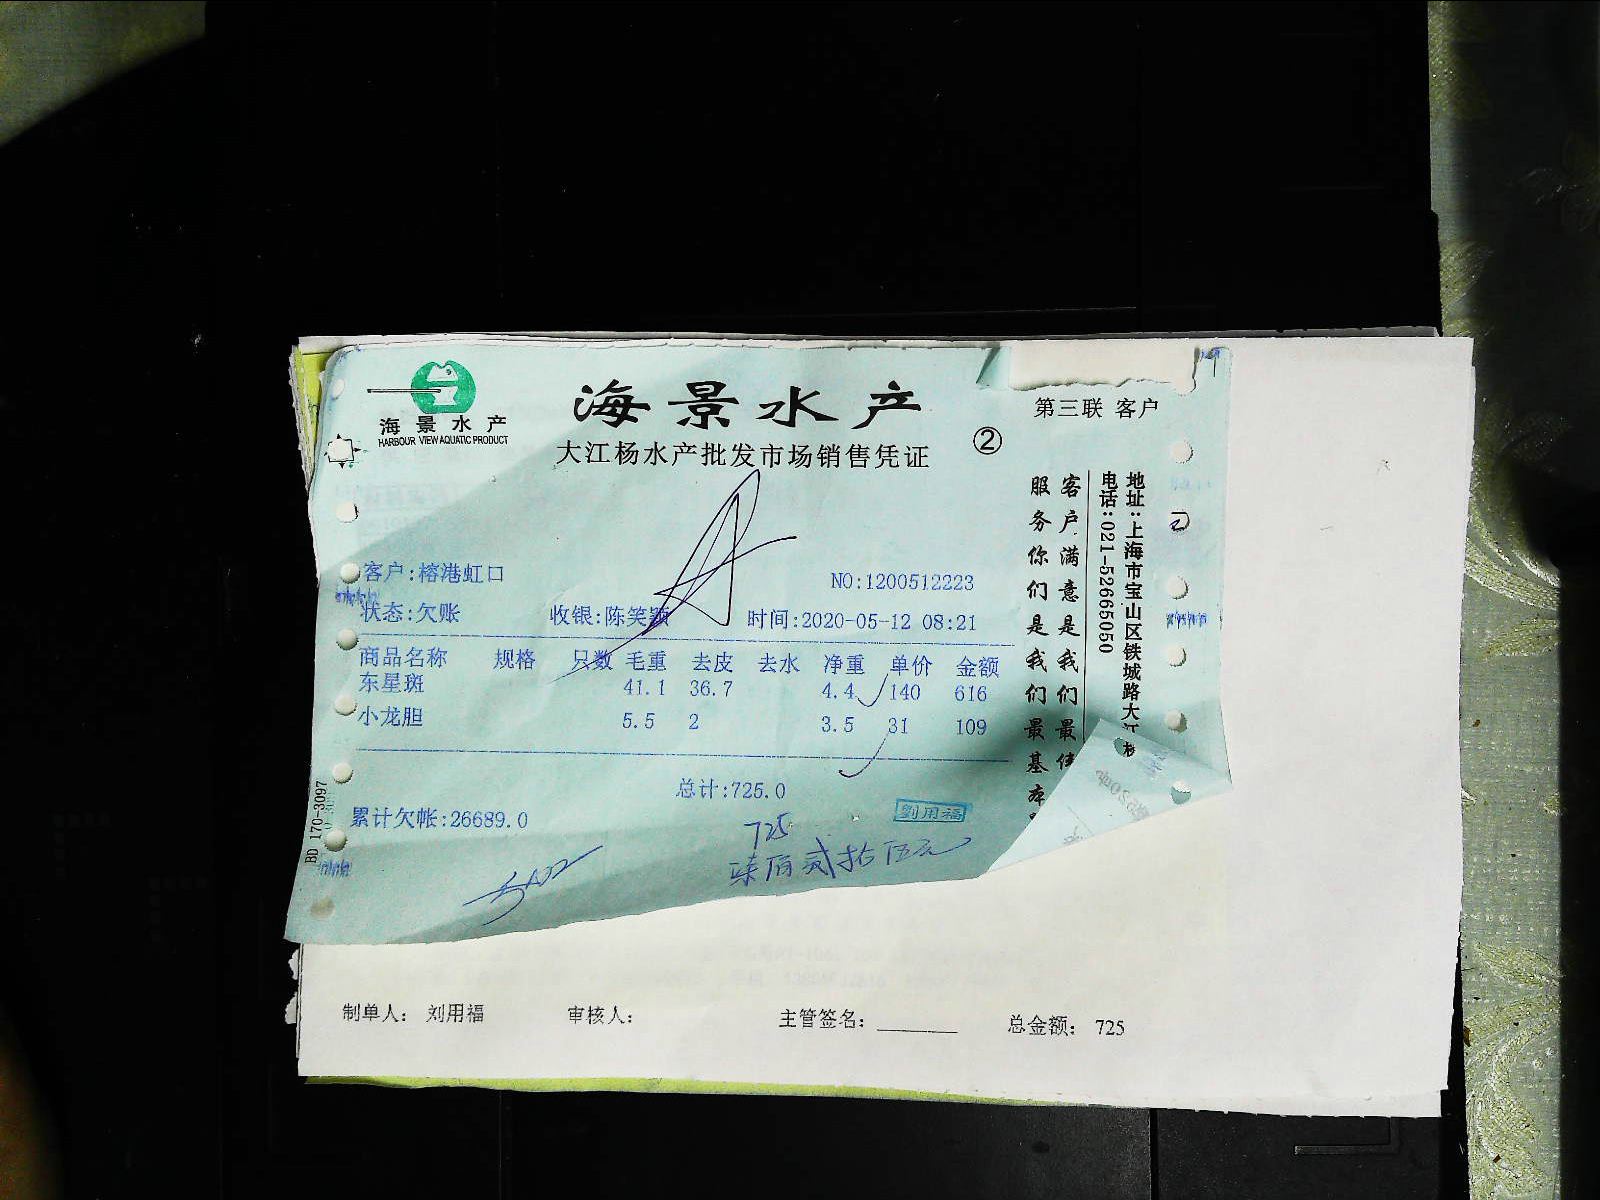 海景水产
HARBOUR VIEW AQUATIC PRODUCT
海景水产
大江杨水产批发市场销售凭证
②
第三联 客户
客户:榕港虹口
NO:1200512223
状态:欠账 收银:陈笑颖 时间:2020-05-12 08:21
商品名称 规格 只数 毛重 去皮 去水 净重 单价 金额
东星斑 41.1 36.7 4.4 140 616
小龙胆 5.5 2 3.5 31 109
总计:725.0
累计欠帐:26689.0
劉用福
725
柒佰贰拾伍元
BD 170-3097
地址:上海市宝山区铁城路大江杨
电话:021-52665050
客户满意是我们最佳
服务你们是我们最基本
制单人: 刘用福 审核人: 主管签名: 总金额: 725